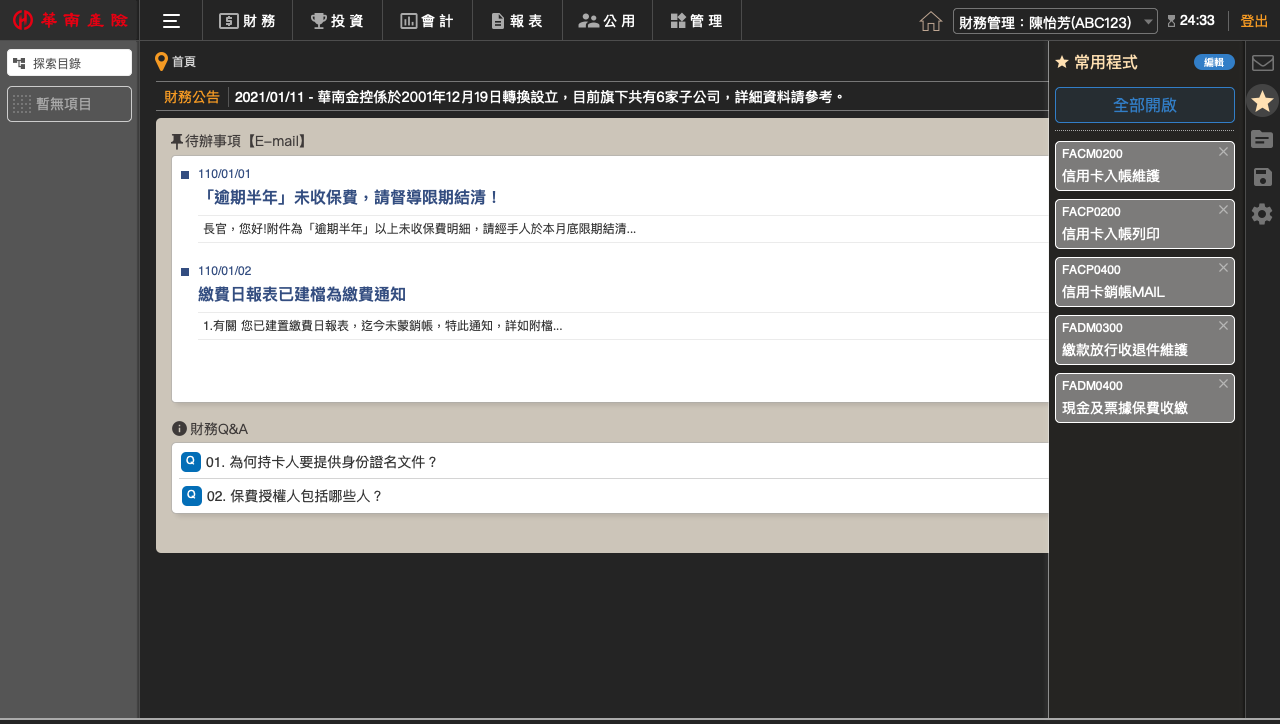 華南產險
財務
投資
會計
報表
公用
管理
財務管理：陳怡芳(ABC123)
24:33
登出
探索目錄
暫無項目
首頁
財務公告
2021/01/11 - 華南金控係於2001年12月19日轉換設立，目前旗下共有6家子公司，詳細資料請參考。
待辦事項【E-mail】
110/01/01
「逾期半年」未收保費，請督導限期結清！
長官，您好!附件為「逾期半年」以上未收保費明細，請經手人於本月底限期結清...
110/01/02
繳費日報表已建檔為繳費通知
1.有關 您已建置繳費日報表，迄今未蒙銷帳，特此通知，詳如附檔...
財務Q&A
Q 01. 為何持卡人要提供身份證名文件？
Q 02. 保費授權人包括哪些人？
常用程式
編輯
全部開啟
FACM0200
信用卡入帳維護
FACP0200
信用卡入帳列印
FACP0400
信用卡銷帳MAIL
FADM0300
繳款放行收退件維護
FADM0400
現金及票據保費收繳